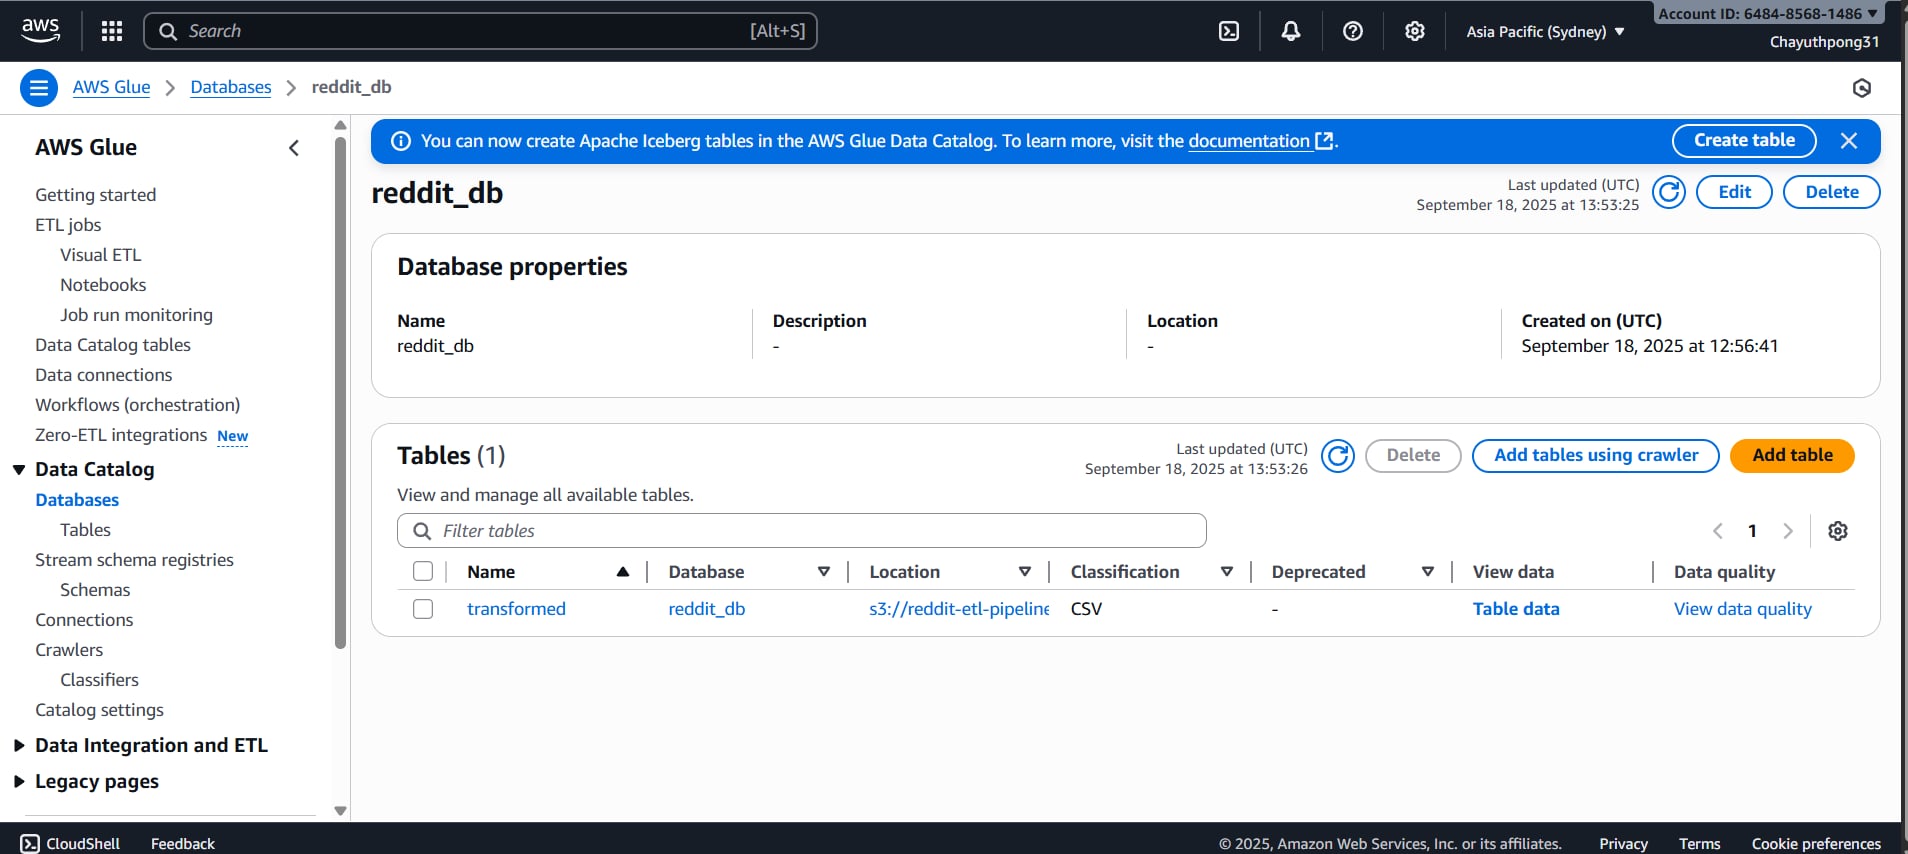 aws
Search
[Alt+S]
Asia Pacific (Sydney)
Account ID: 6484-8568-1486
Chayuthpong31
AWS Glue
Databases
reddit_db
AWS Glue
Getting started
ETL jobs
Visual ETL
Notebooks
Job run monitoring
Data Catalog tables
Data connections
Workflows (orchestration)
Zero-ETL integrations New
Data Catalog
Databases
Tables
Stream schema registries
Schemas
Connections
Crawlers
Classifiers
Catalog settings
Data Integration and ETL
Legacy pages
You can now create Apache Iceberg tables in the AWS Glue Data Catalog. To learn more, visit the documentation.
Create table
reddit_db
Last updated (UTC)
September 18, 2025 at 13:53:25
Edit
Delete
Database properties
Name
reddit_db
Description
-
Location
-
Created on (UTC)
September 18, 2025 at 12:56:41
Tables (1)
Last updated (UTC)
September 18, 2025 at 13:53:26
Delete
Add tables using crawler
Add table
View and manage all available tables.
Filter tables
1
Name Database Location Classification Deprecated View data Data quality
transformed reddit_db s3://reddit-etl-pipeline CSV - Table data View data quality
CloudShell
Feedback
© 2025, Amazon Web Services, Inc. or its affiliates.
Privacy
Terms
Cookie preferences